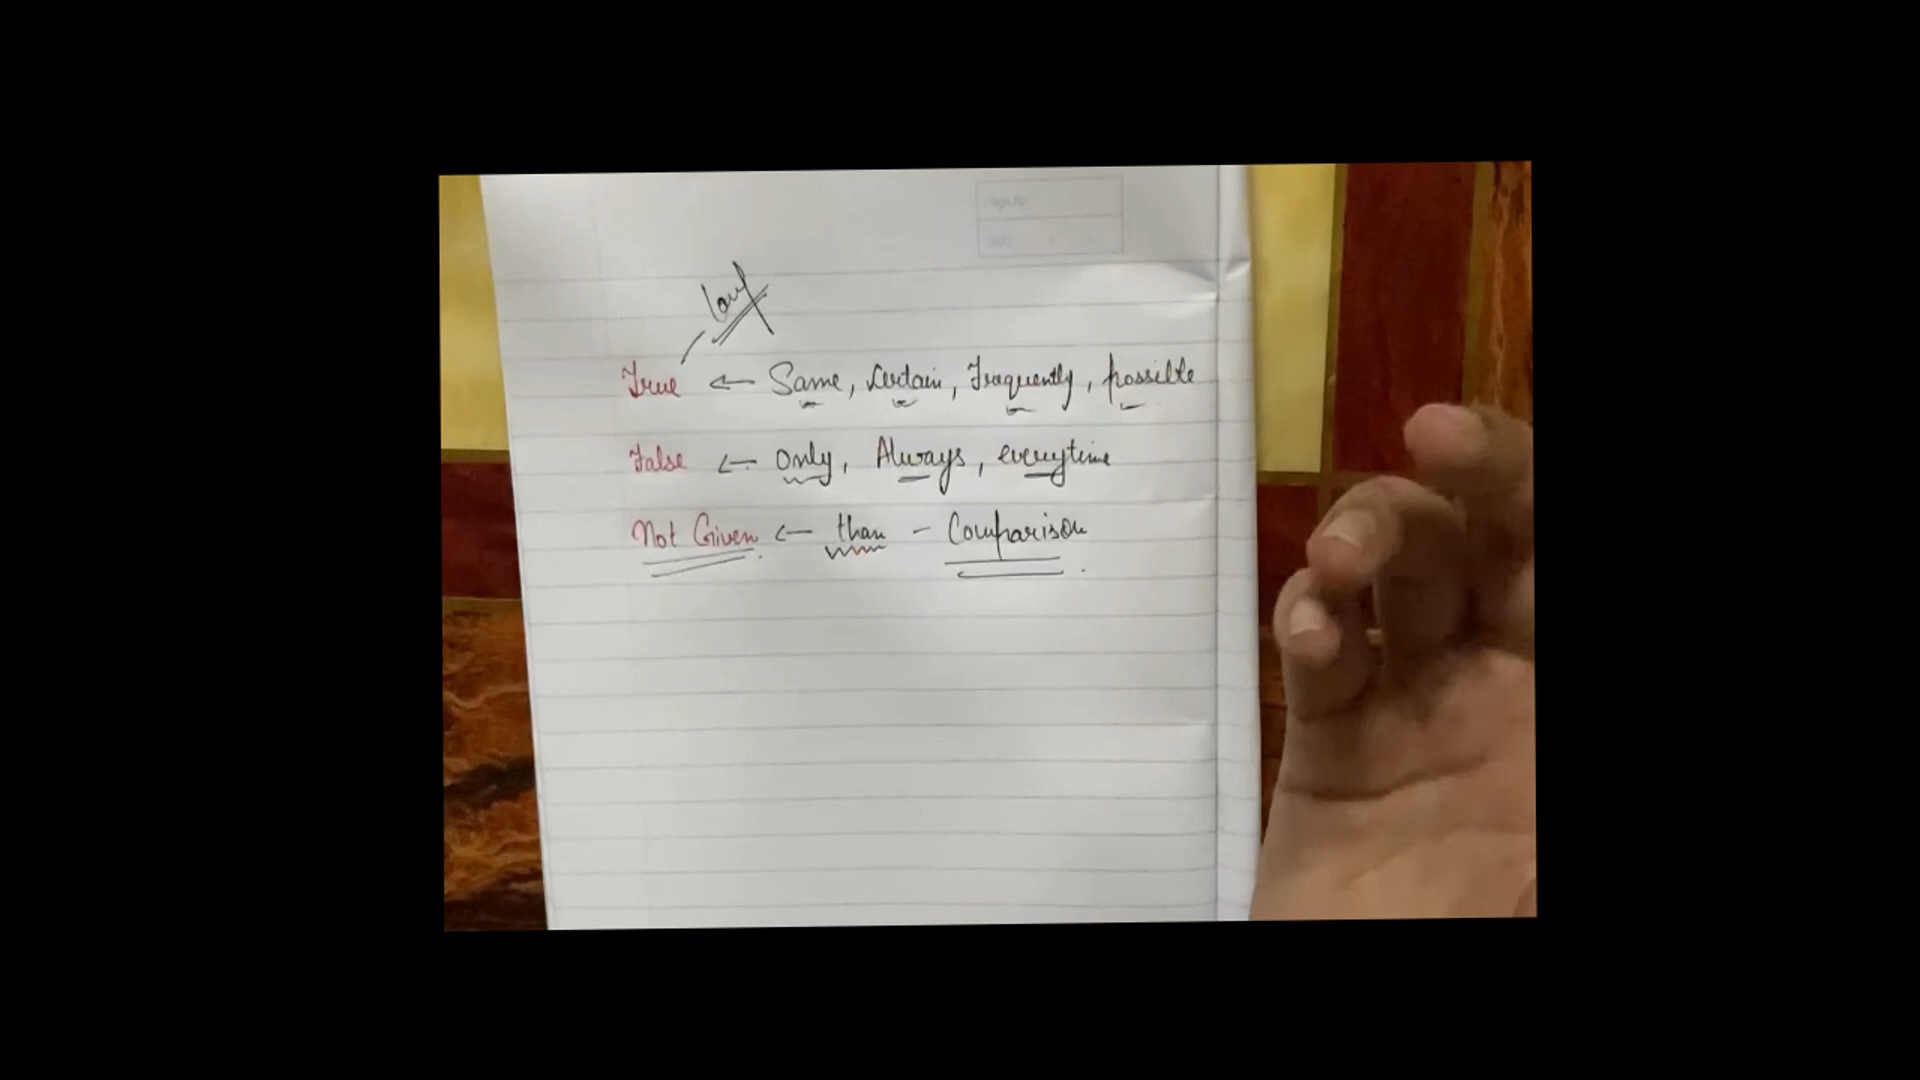 True ← Same, Certain, Frequently, possible
False ← only, Always, everytime
Not Given ← than - Comparison